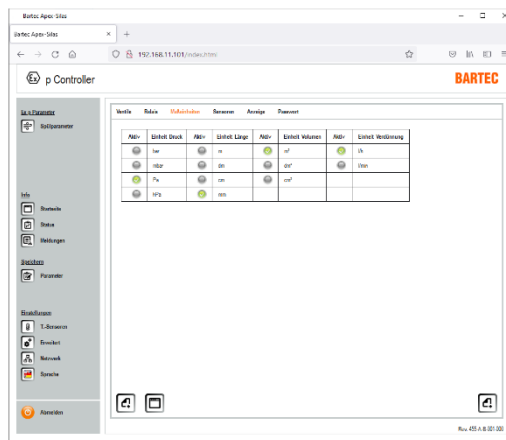 Bartec Apex-Silas
Bartec Apex-Silas
192.168.11.101/index.html
Ex p Controller
BARTEC
Ex p Parameter
Spülparameter
Info
Startseite
Status
Meldungen
Speichern
Parameter
Einstellungen
T.-Sensoren
Erweitert
Netzwerk
Sprache
Abmelden
Ventile Relais Maßeinheiten Sensoren Anzeige Passwort
Aktiv Einheit Druck Aktiv Einheit Länge Aktiv Einheit Volumen Aktiv Einheit Verdünnung
bar m m³ l/h
mbar dm dm³ l/min
Pa cm cm³
hPa mm